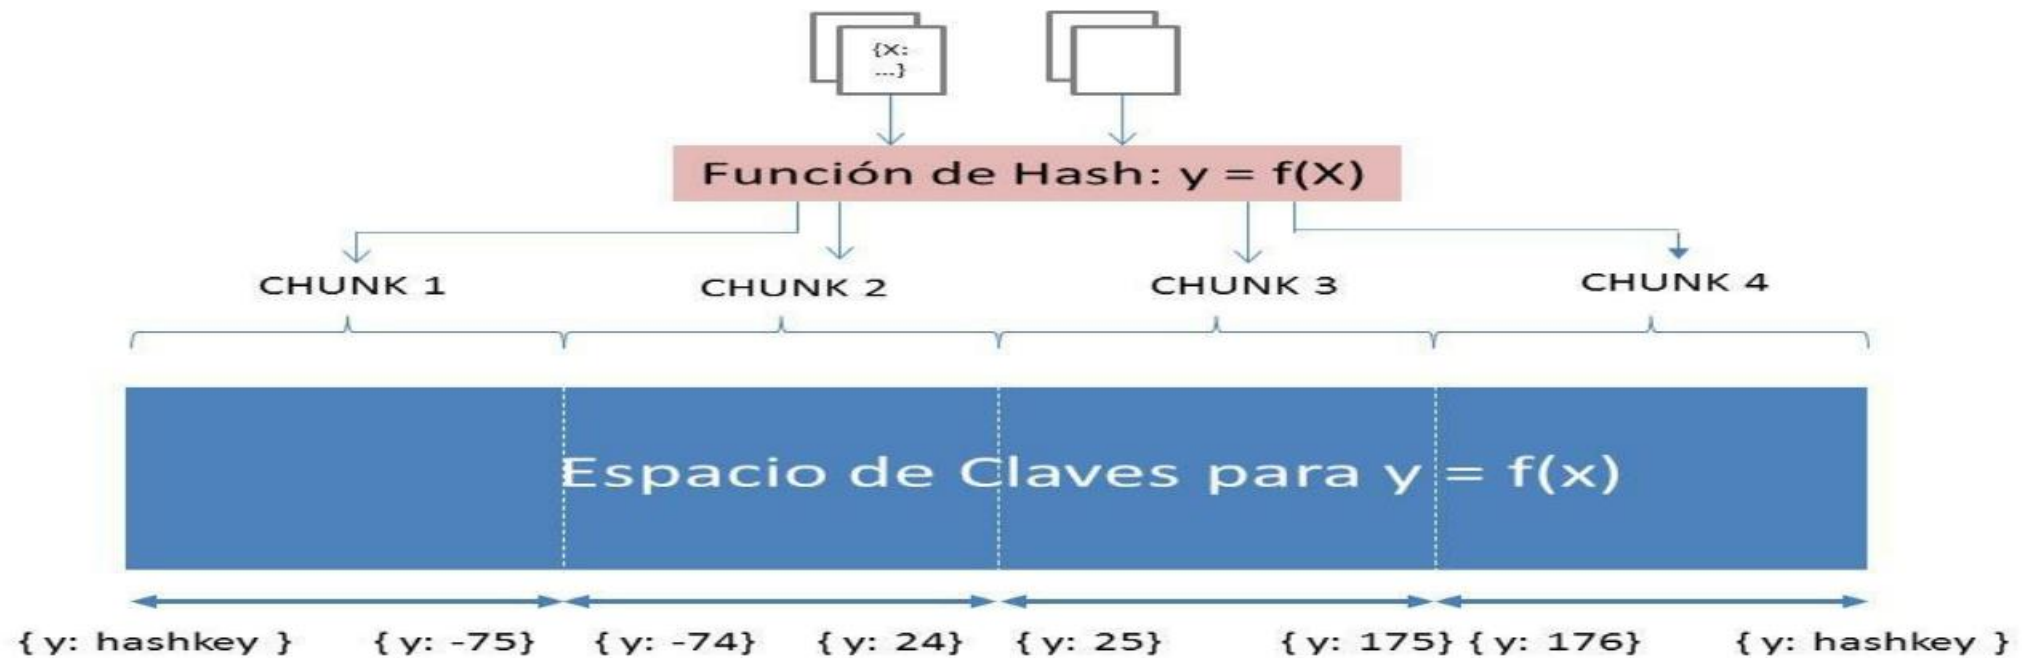 {X:
...}
Función de Hash: y = f(X)
CHUNK 1
CHUNK 2
CHUNK 3
CHUNK 4
Espacio de Claves para y = f(x)
{ y: hashkey }
{ y: -75}
{ y: -74}
{ y: 24}
{ y: 25}
{ y: 175}
{ y: 176}
{ y: hashkey }